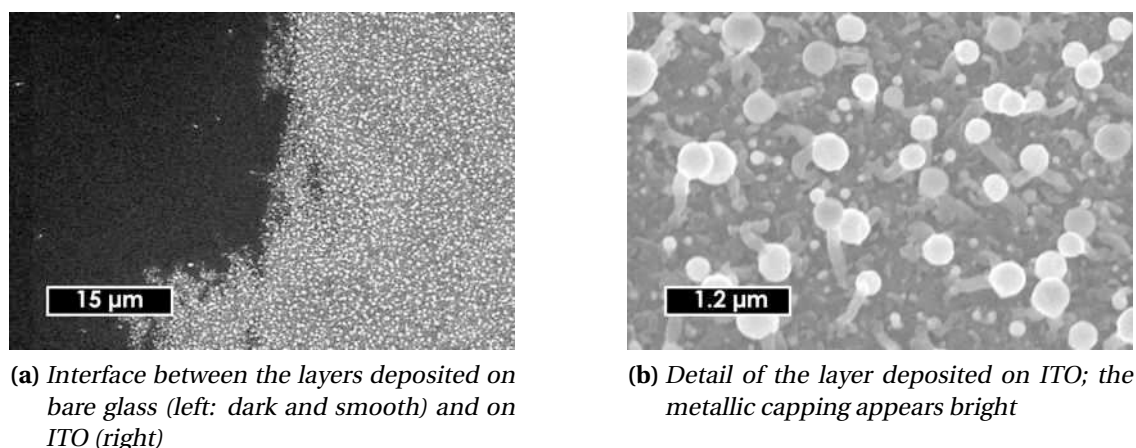 15 µm
1.2 µm
(a) Interface between the layers deposited on
bare glass (left: dark and smooth) and on
ITO (right)
(b) Detail of the layer deposited on ITO; the
metallic capping appears bright